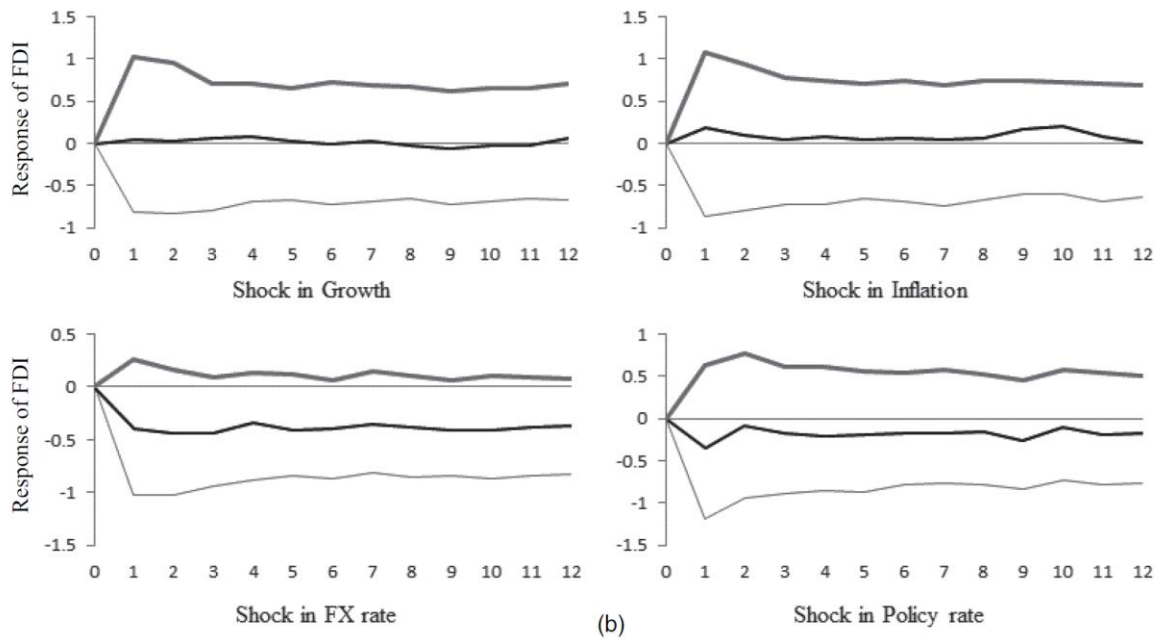 1.5
1
0.5
0
-0.5
-1
Response of FDI
0 1 2 3 4 5 6 7 8 9 10 11 12
Shock in Growth
1.5
1
0.5
0
-0.5
-1
0 1 2 3 4 5 6 7 8 9 10 11 12
Shock in Inflation
0.5
0
-0.5
-1
-1.5
Response of FDI
0 1 2 3 4 5 6 7 8 9 10 11 12
Shock in FX rate
1
0.5
0
-0.5
-1
-1.5
0 1 2 3 4 5 6 7 8 9 10 11 12
Shock in Policy rate
(b)